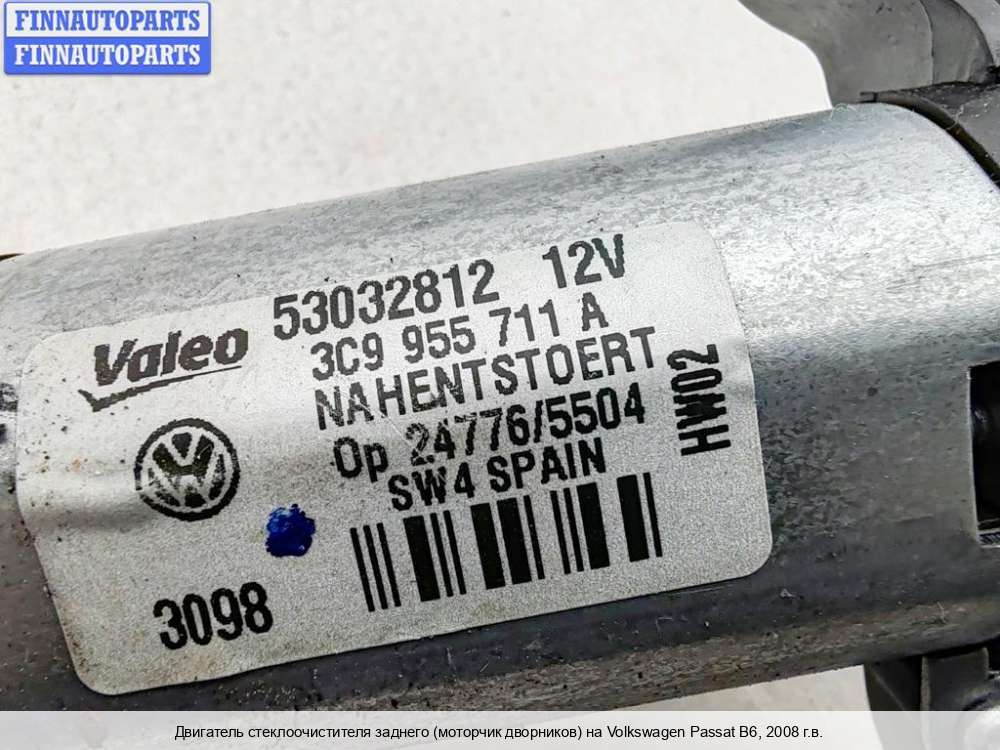 FINNAUTOPARTS
FINNAUTOPARTS
Valeo 53032812 12V
3C9 955 711 A
NAHENTSTOERT
Op 24776/5504
SW4 SPAIN
HW02
3098
Двигатель стеклоочистителя заднего (моторчик дворников) на Volkswagen Passat B6, 2008 г.в.